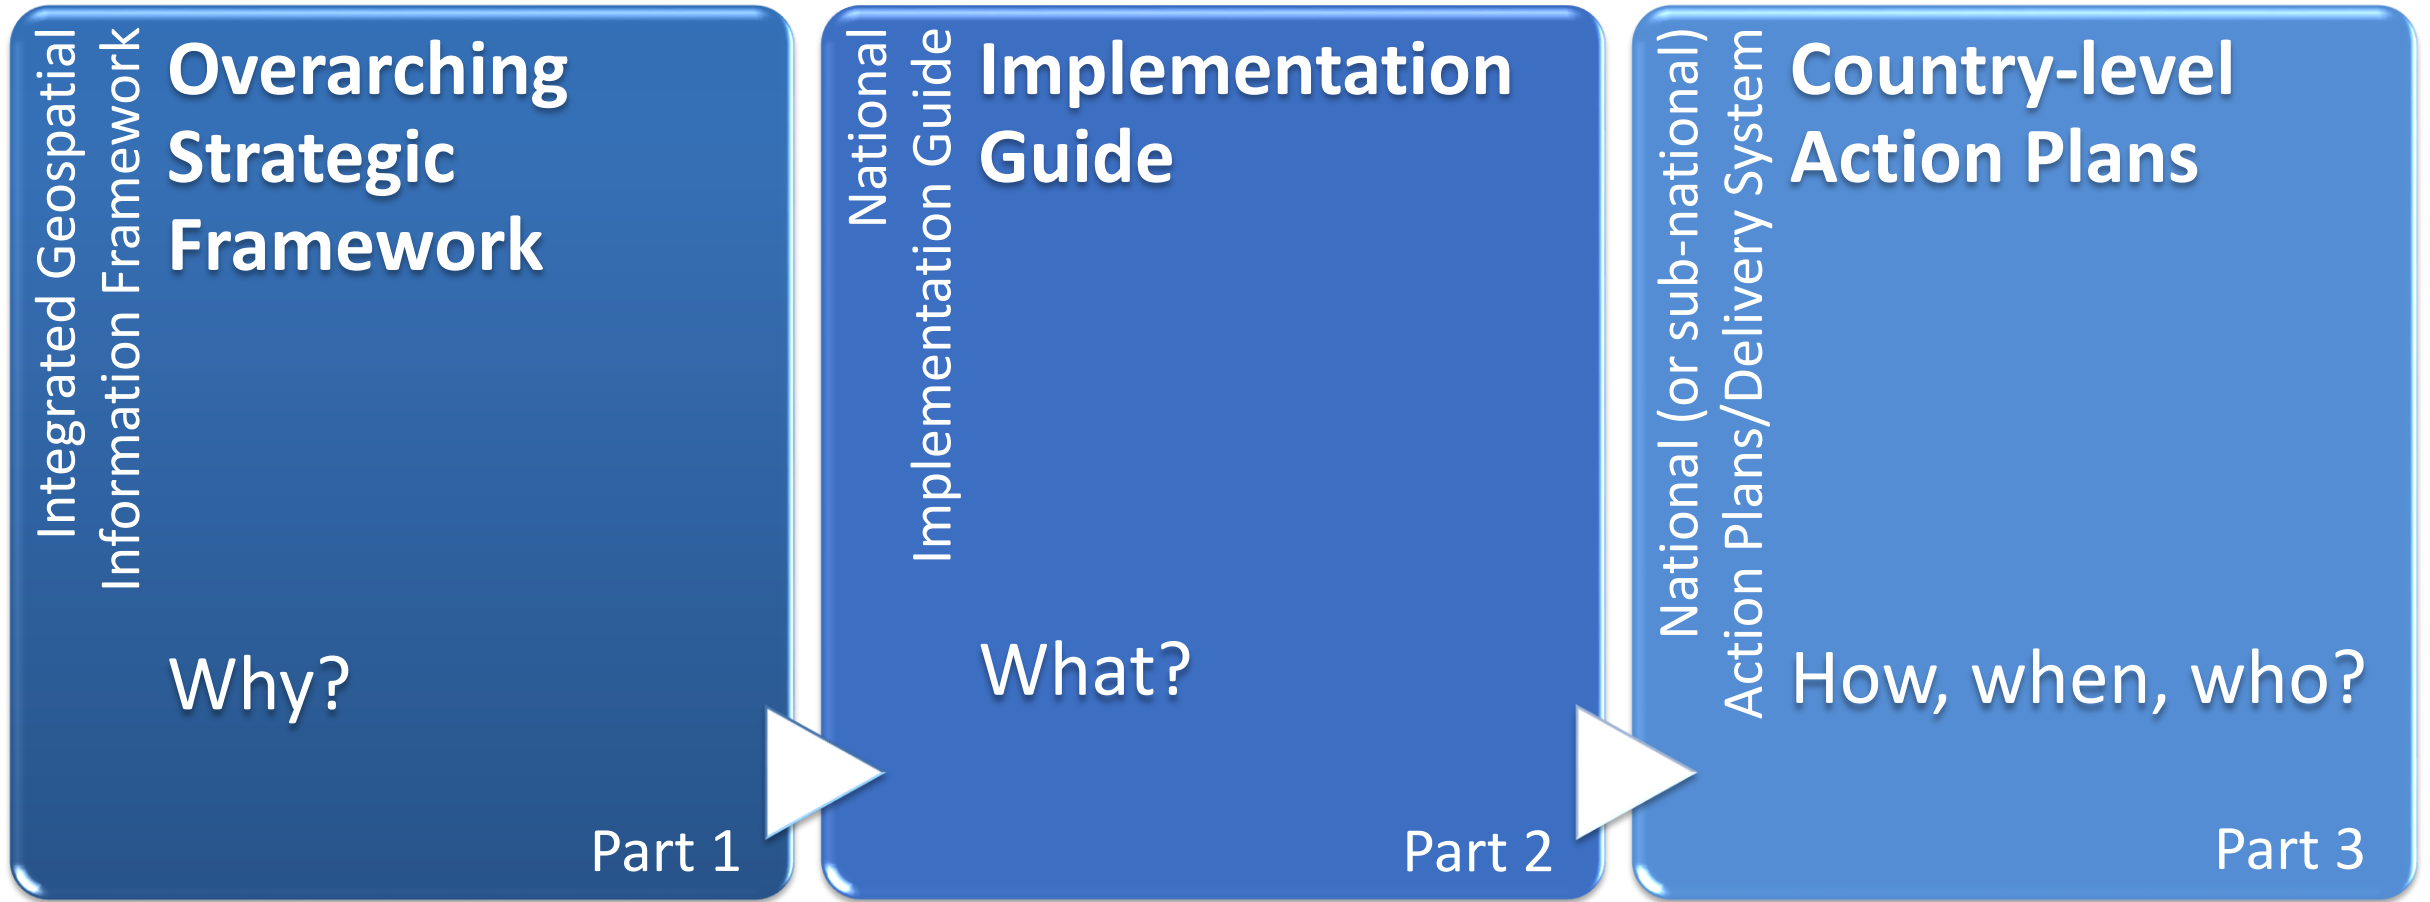 Integrated Geospatial
Information Framework
Overarching
Strategic
Framework
Why?
Part 1
National
Implementation Guide
Implementation
Guide
What?
Part 2
National (or sub-national)
Action Plans/Delivery System
Country-level
Action Plans
How, when, who?
Part 3